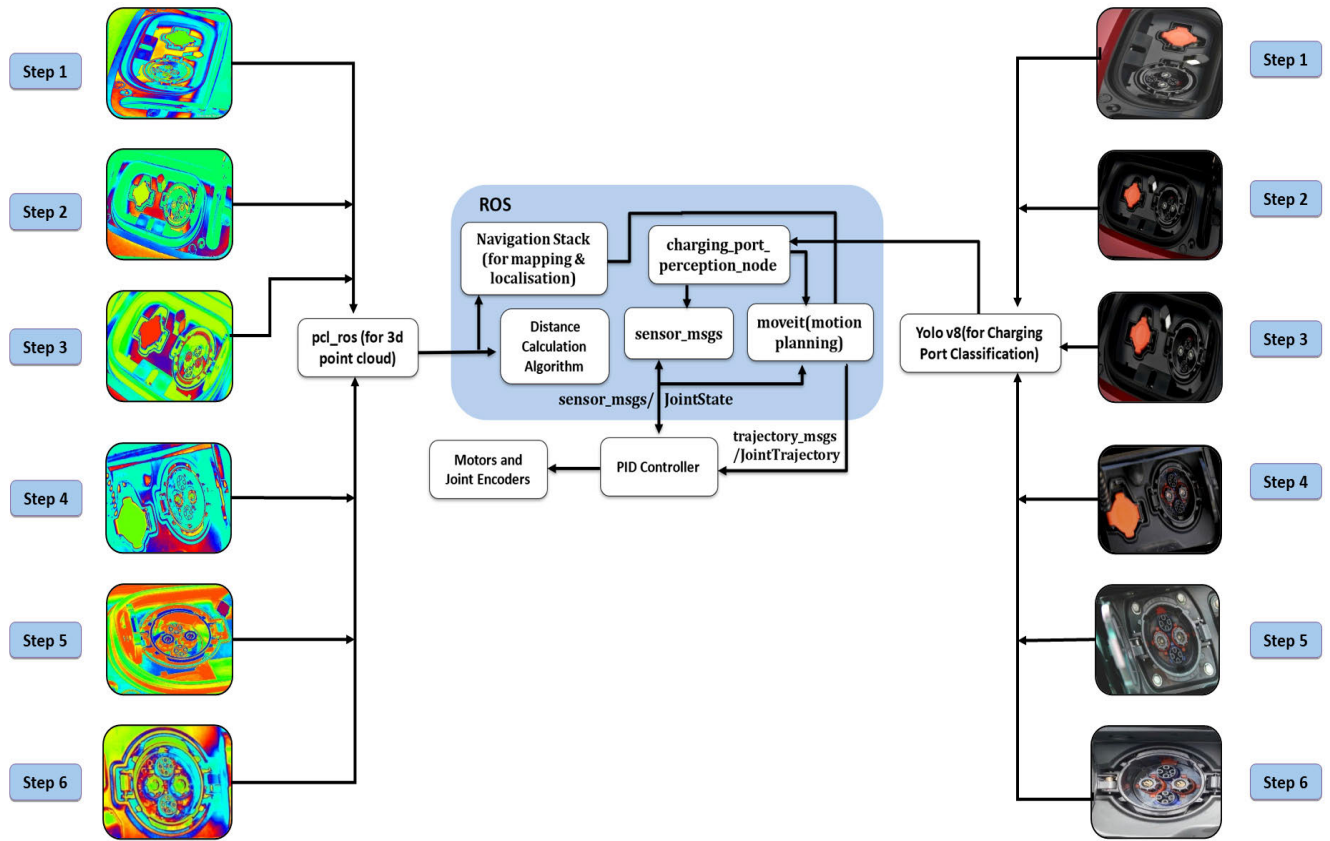 Step 1
Step 2
Step 3
Step 4
Step 5
Step 6
pcl_ros (for 3d
point cloud)
ROS
Navigation Stack
(for mapping &
localisation)
charging_port_
perception_node
Distance
Calculation
Algorithm
sensor_msgs
moveit(motion
planning)
sensor_msgs/ JointState
trajectory_msgs
/JointTrajectory
Motors and
Joint Encoders
PID Controller
Yolo v8(for Charging
Port Classification)
Step 1
Step 2
Step 3
Step 4
Step 5
Step 6